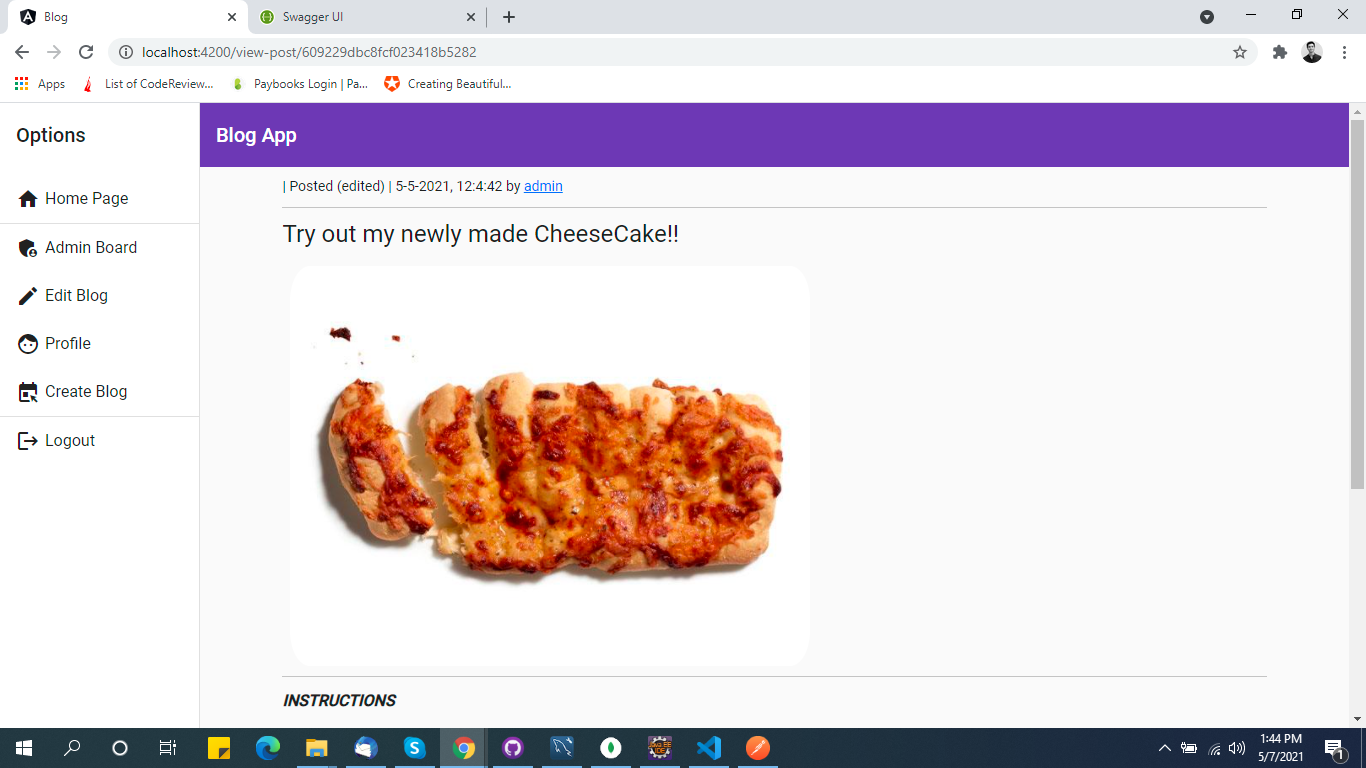 Blog
Swagger UI
localhost:4200/view-post/609229dbc8fcf023418b5282
Apps
List of CodeReview...
Paybooks Login | Pa...
Creating Beautiful...
Options
Home Page
Admin Board
Edit Blog
Profile
Create Blog
Logout
Blog App
| Posted (edited) | 5-5-2021, 12:4:42 by admin
Try out my newly made CheeseCake!!
INSTRUCTIONS
1:44 PM
5/7/2021
1